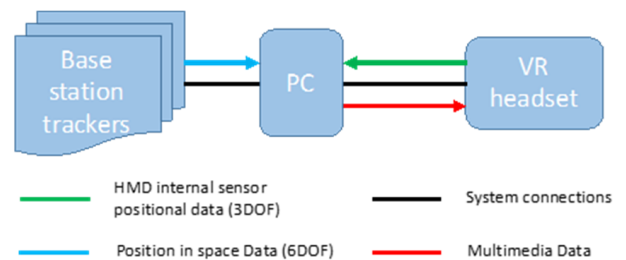 Base
station
trackers
PC
VR
headset
HMD internal sensor
positional data (3DOF)
System connections
Position in space Data (6DOF)
Multimedia Data